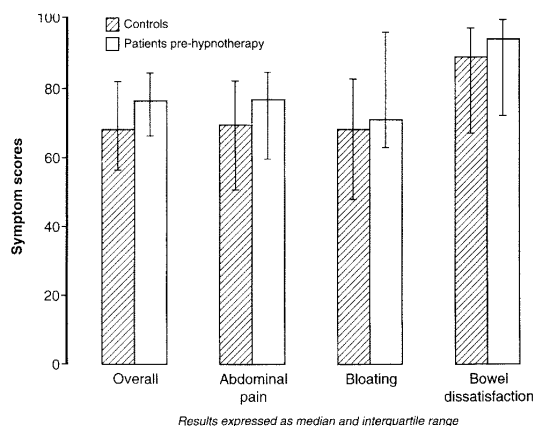 100
80
60
40
20
0
Symptom scores
Controls
Patients pre-hypnotherapy
Overall
Abdominal
pain
Bloating
Bowel
dissatisfaction
Results expressed as median and interquartile range